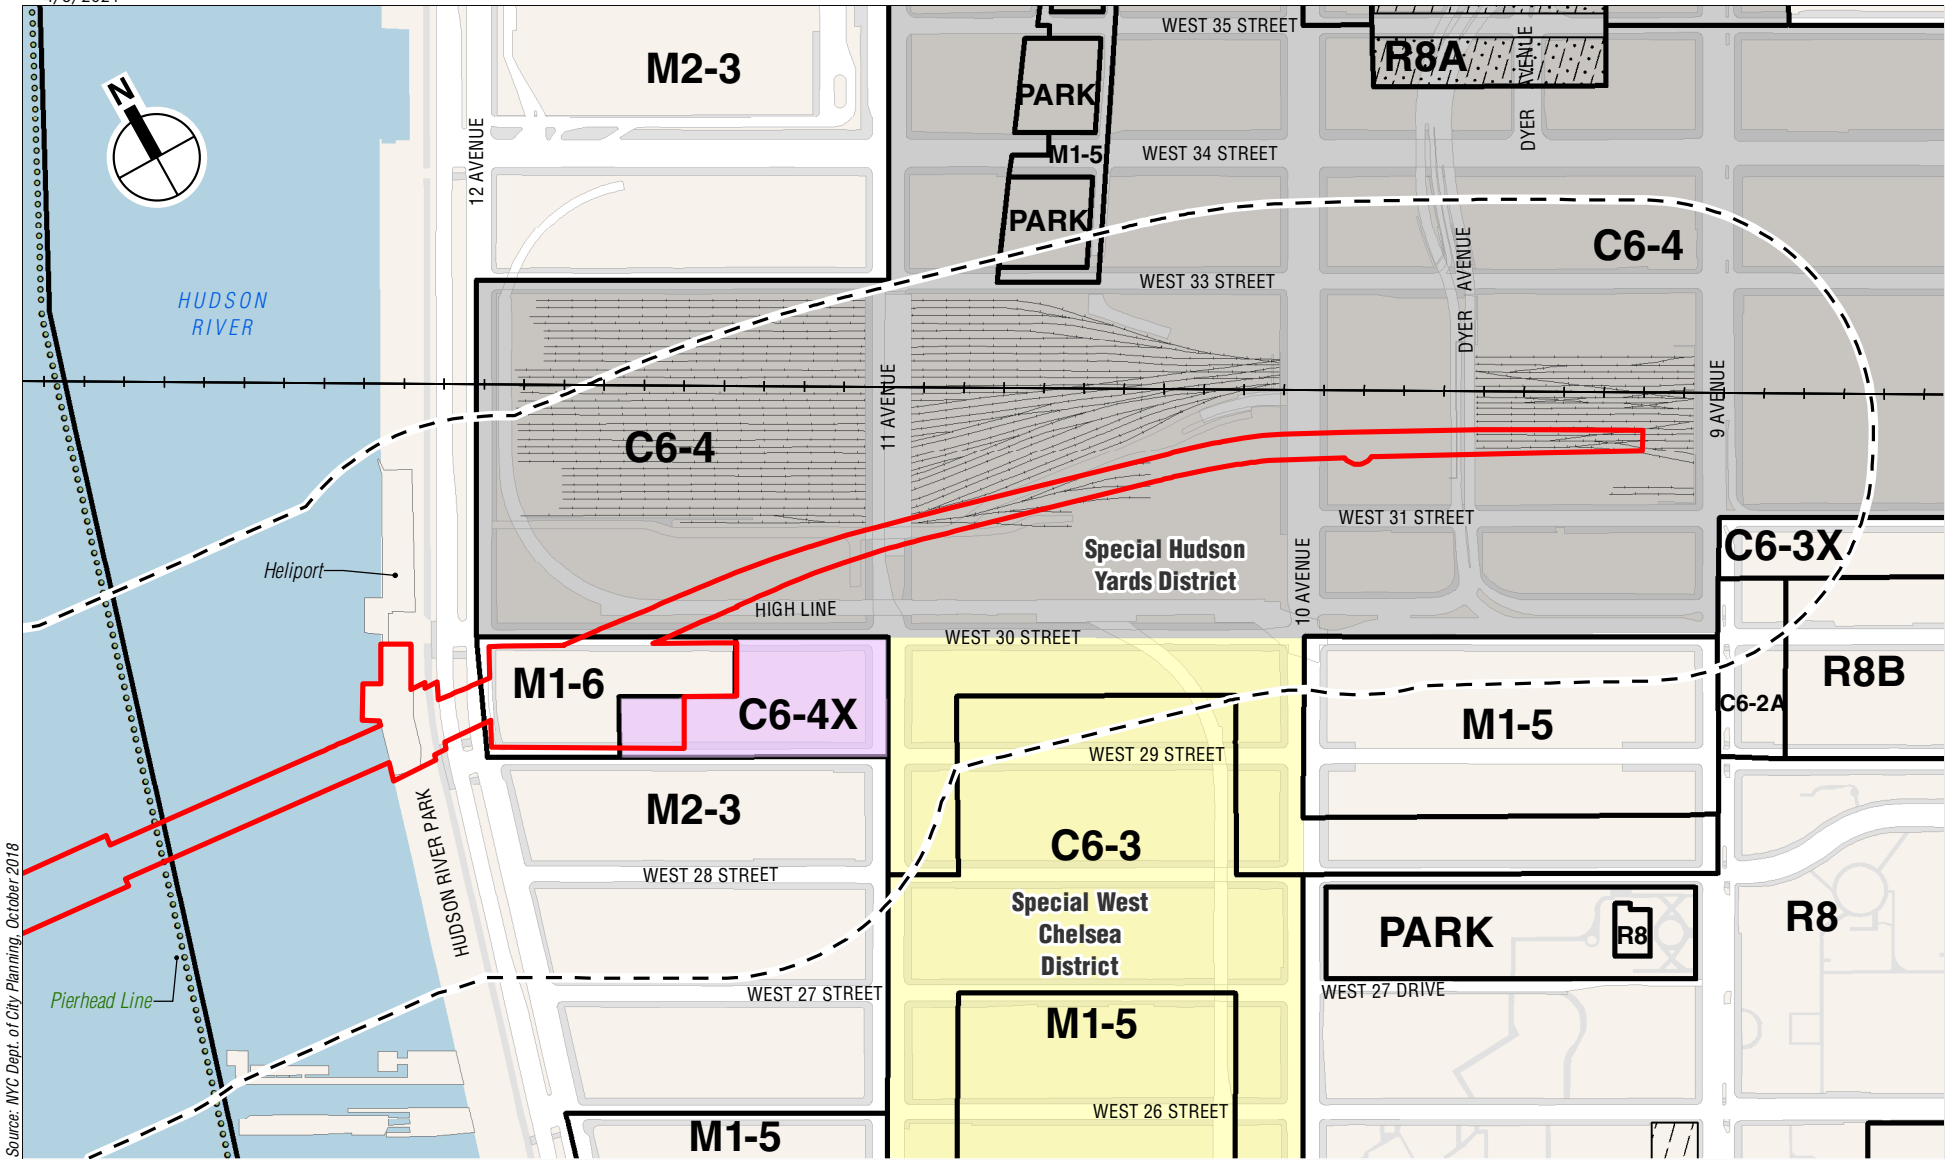 WEST 35 STREET
M2-3
R8A
DYER AVENUE
N
PARK
12 AVENUE
M1-5
WEST 34 STREET
PARK
C6-4
WEST 33 STREET
DYER AVENUE
HUDSON
RIVER
11 AVENUE
9 AVENUE
C6-4
WEST 31 STREET
Special Hudson
Yards District
C6-3X
10 AVENUE
Heliport
HIGH LINE
WEST 30 STREET
M1-6
C6-4X
M1-5
C6-2A
R8B
WEST 29 STREET
M2-3
C6-3
HUDSON RIVER PARK
WEST 28 STREET
Special West
Chelsea
District
PARK
R8
R8
Pierhead Line
WEST 27 STREET
WEST 27 DRIVE
M1-5
WEST 26 STREET
M1-5
Source: NYC Dept. of City Planning, October 2018